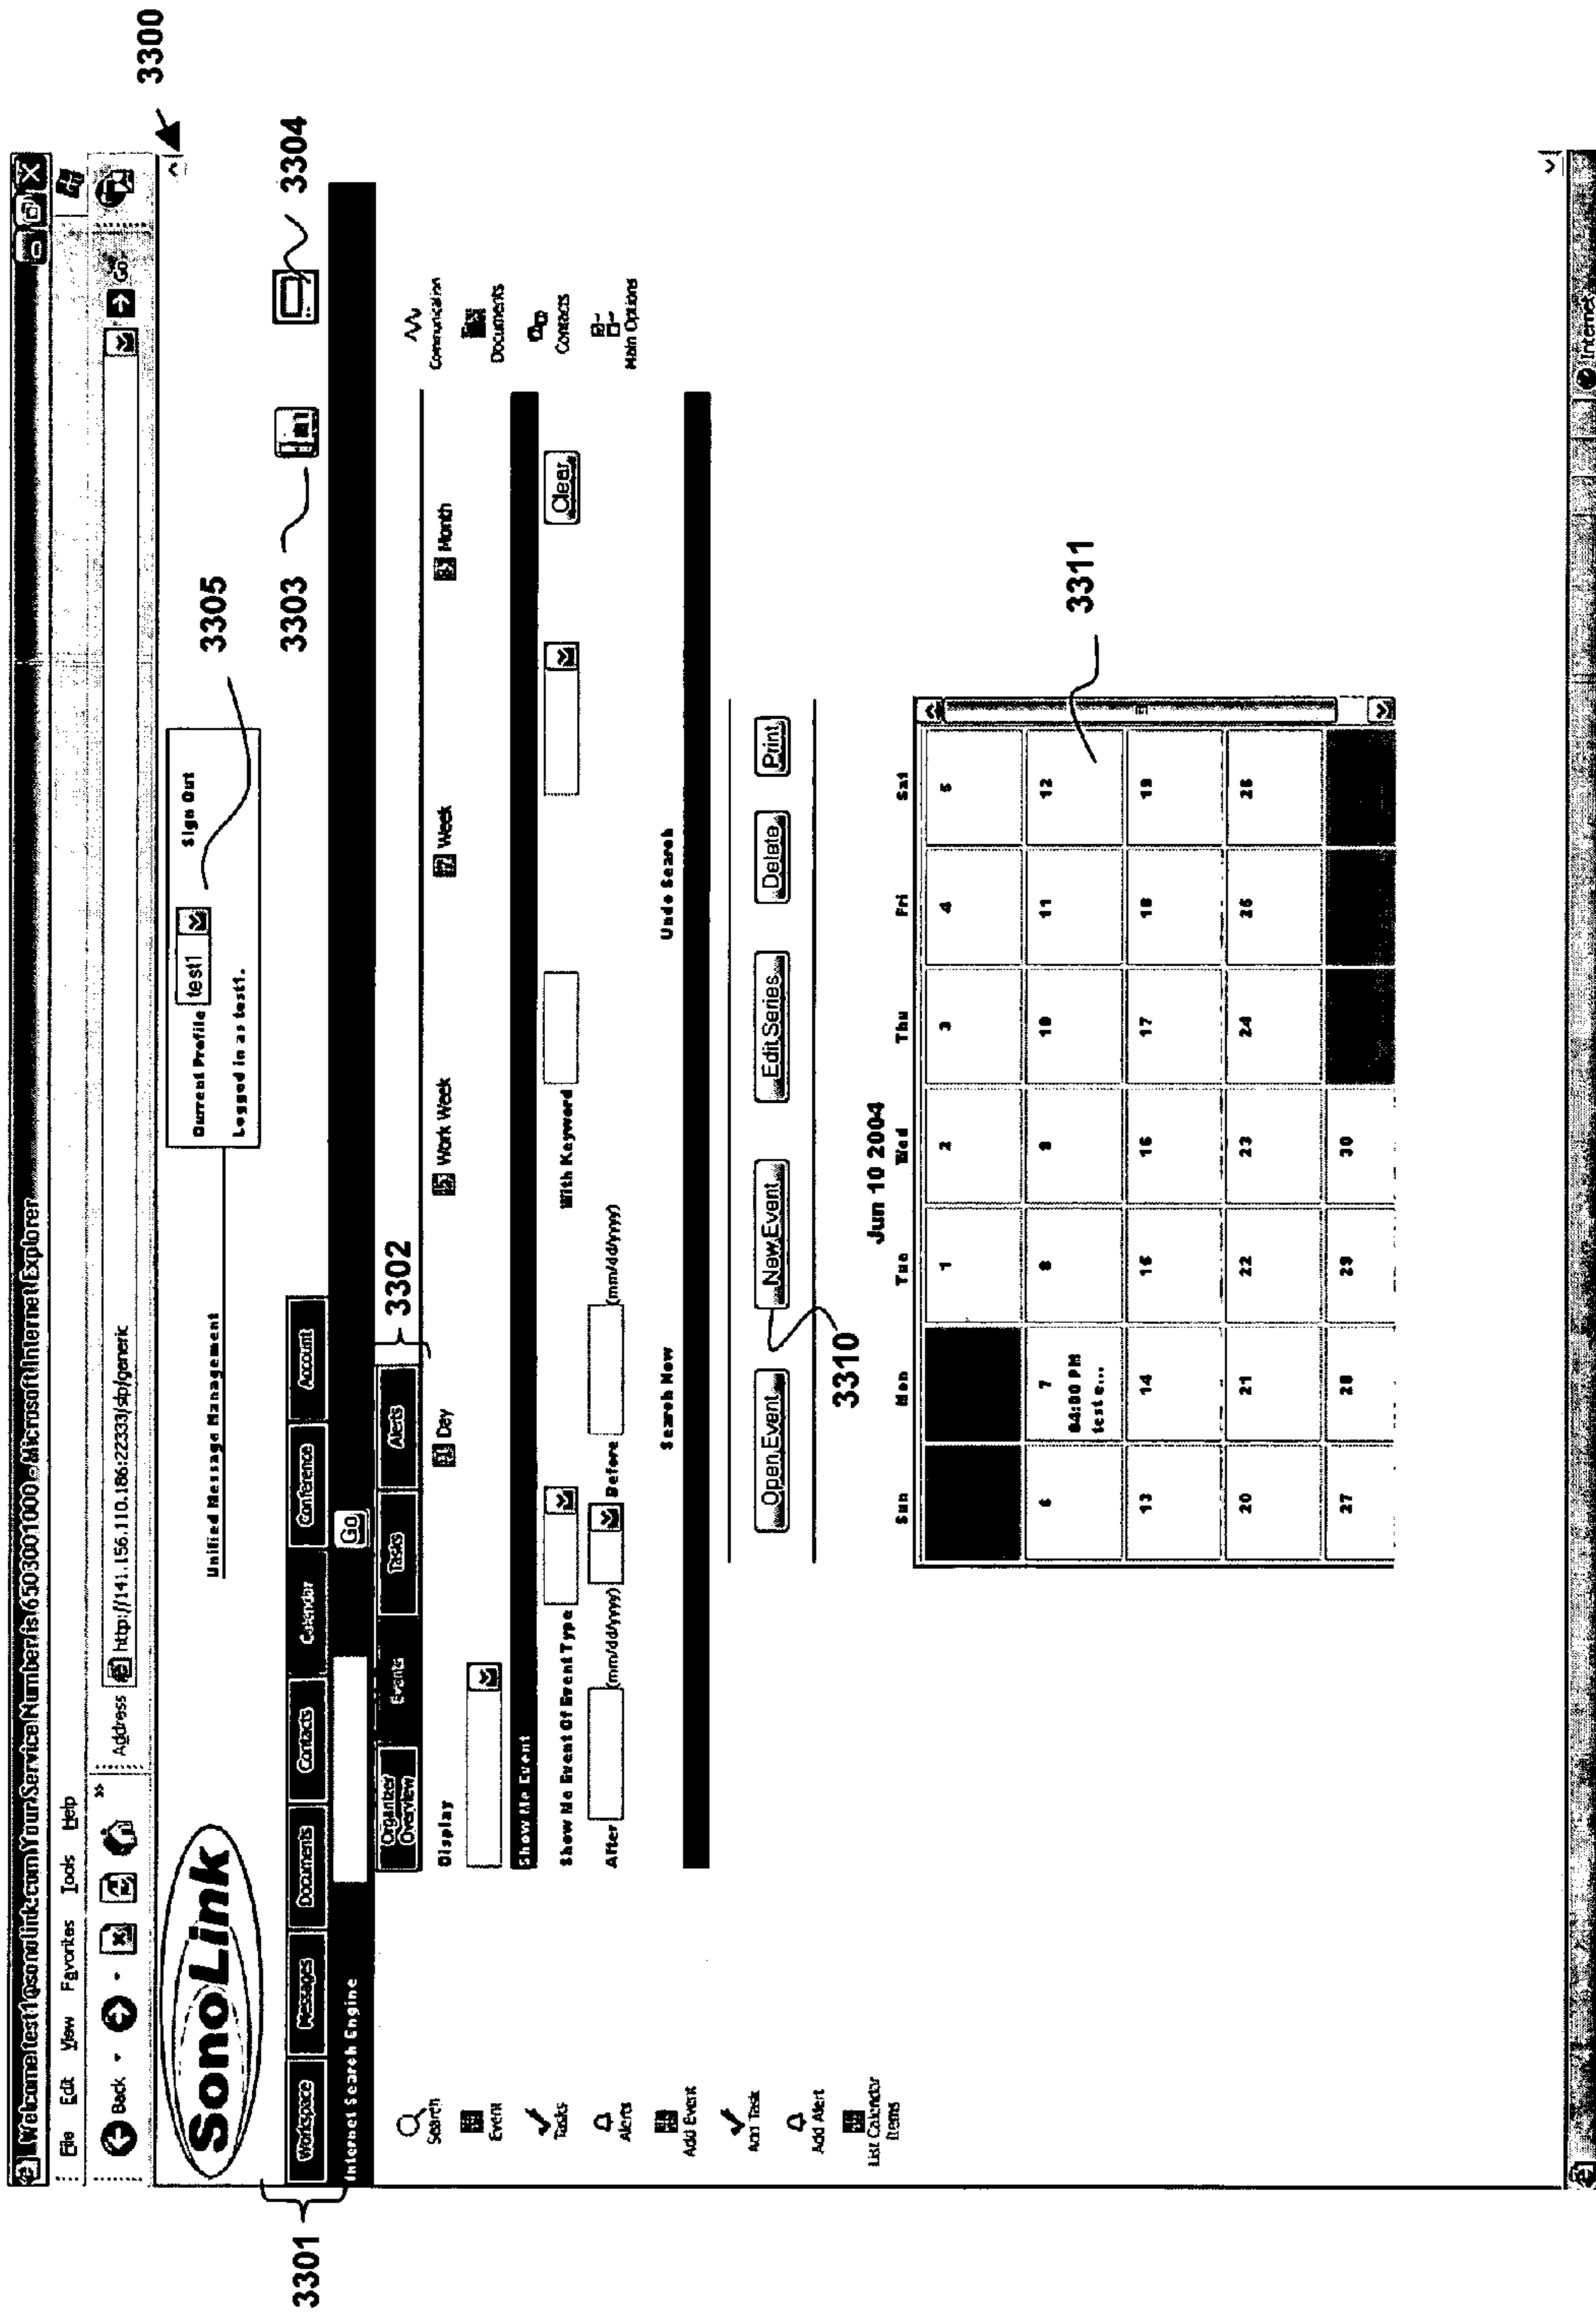 Welcome test1@sonolink.com Your Service Number is 6503001000 - Microsoft Internet Explorer
File Edit View Favorites Tools Help
Back Address http://141.156.110.186:22333/slp/generic Go
3300
SonoLink
Unified Message Management
Current Profile test1 Sign Out
Logged in as test1.
3305
3301
3303
3304
Workspace Messages Documents Contacts Calendar Conference Account
Internet Search Engine Go
Organizer Overview Events Tasks Alerts
3302
Search
Event
Tasks
Alerts
Add Event
Add Task
Add Alert
List Calendar Items
Display Day Work Week Week Month
Show Me Event
Show Me Event Of Event Type With Keyword Clear
After (mm/dd/yyyy) Before (mm/dd/yyyy)
Search Now Undo Search
Communication
Documents
Contacts
Main Options
Open Event New Event Edit Series Delete Print
3310
Jun 10 2004
Sun Mon Tue Wed Thu Fri Sat
1 2 3 4 5
6 7 8 9 10 11 12
04:00 PM
test e...
3311
13 14 15 16 17 18 19
20 21 22 23 24 25 26
27 28 29 30
Internet